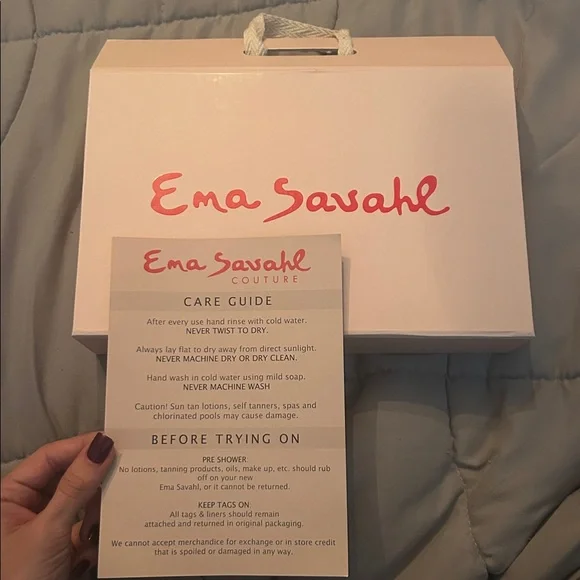 Ema Savahl
Ema Savahl
COUTURE
CARE GUIDE
After every use hand rinse with cold water.
NEVER TWIST TO DRY.
Always lay flat to dry away from direct sunlight.
NEVER MACHINE DRY OR DRY CLEAN.
Hand wash in cold water using mild soap.
NEVER MACHINE WASH
Caution! Sun tan lotions, self tanners, spas and
chlorinated pools may cause damage.
BEFORE TRYING ON
PRE SHOWER:
No lotions, tanning products, oils, make up, etc. should rub
off on your new
Ema Savahl, or it cannot be returned.
KEEP TAGS ON:
All tags & liners should remain
attached and returned in original packaging.
We cannot accept merchandize for exchange or in store credit
that is spoiled or damaged in any way.